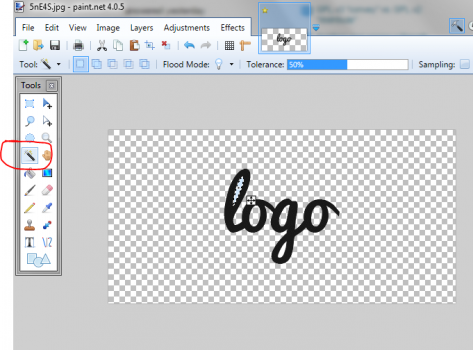 5nE4S.jpg - paint.net 4.0.5
File Edit View Image Layers Adjustments Effects
logo
Tool: Flood Mode: Tolerance: 50% Sampling:
Tools
logo